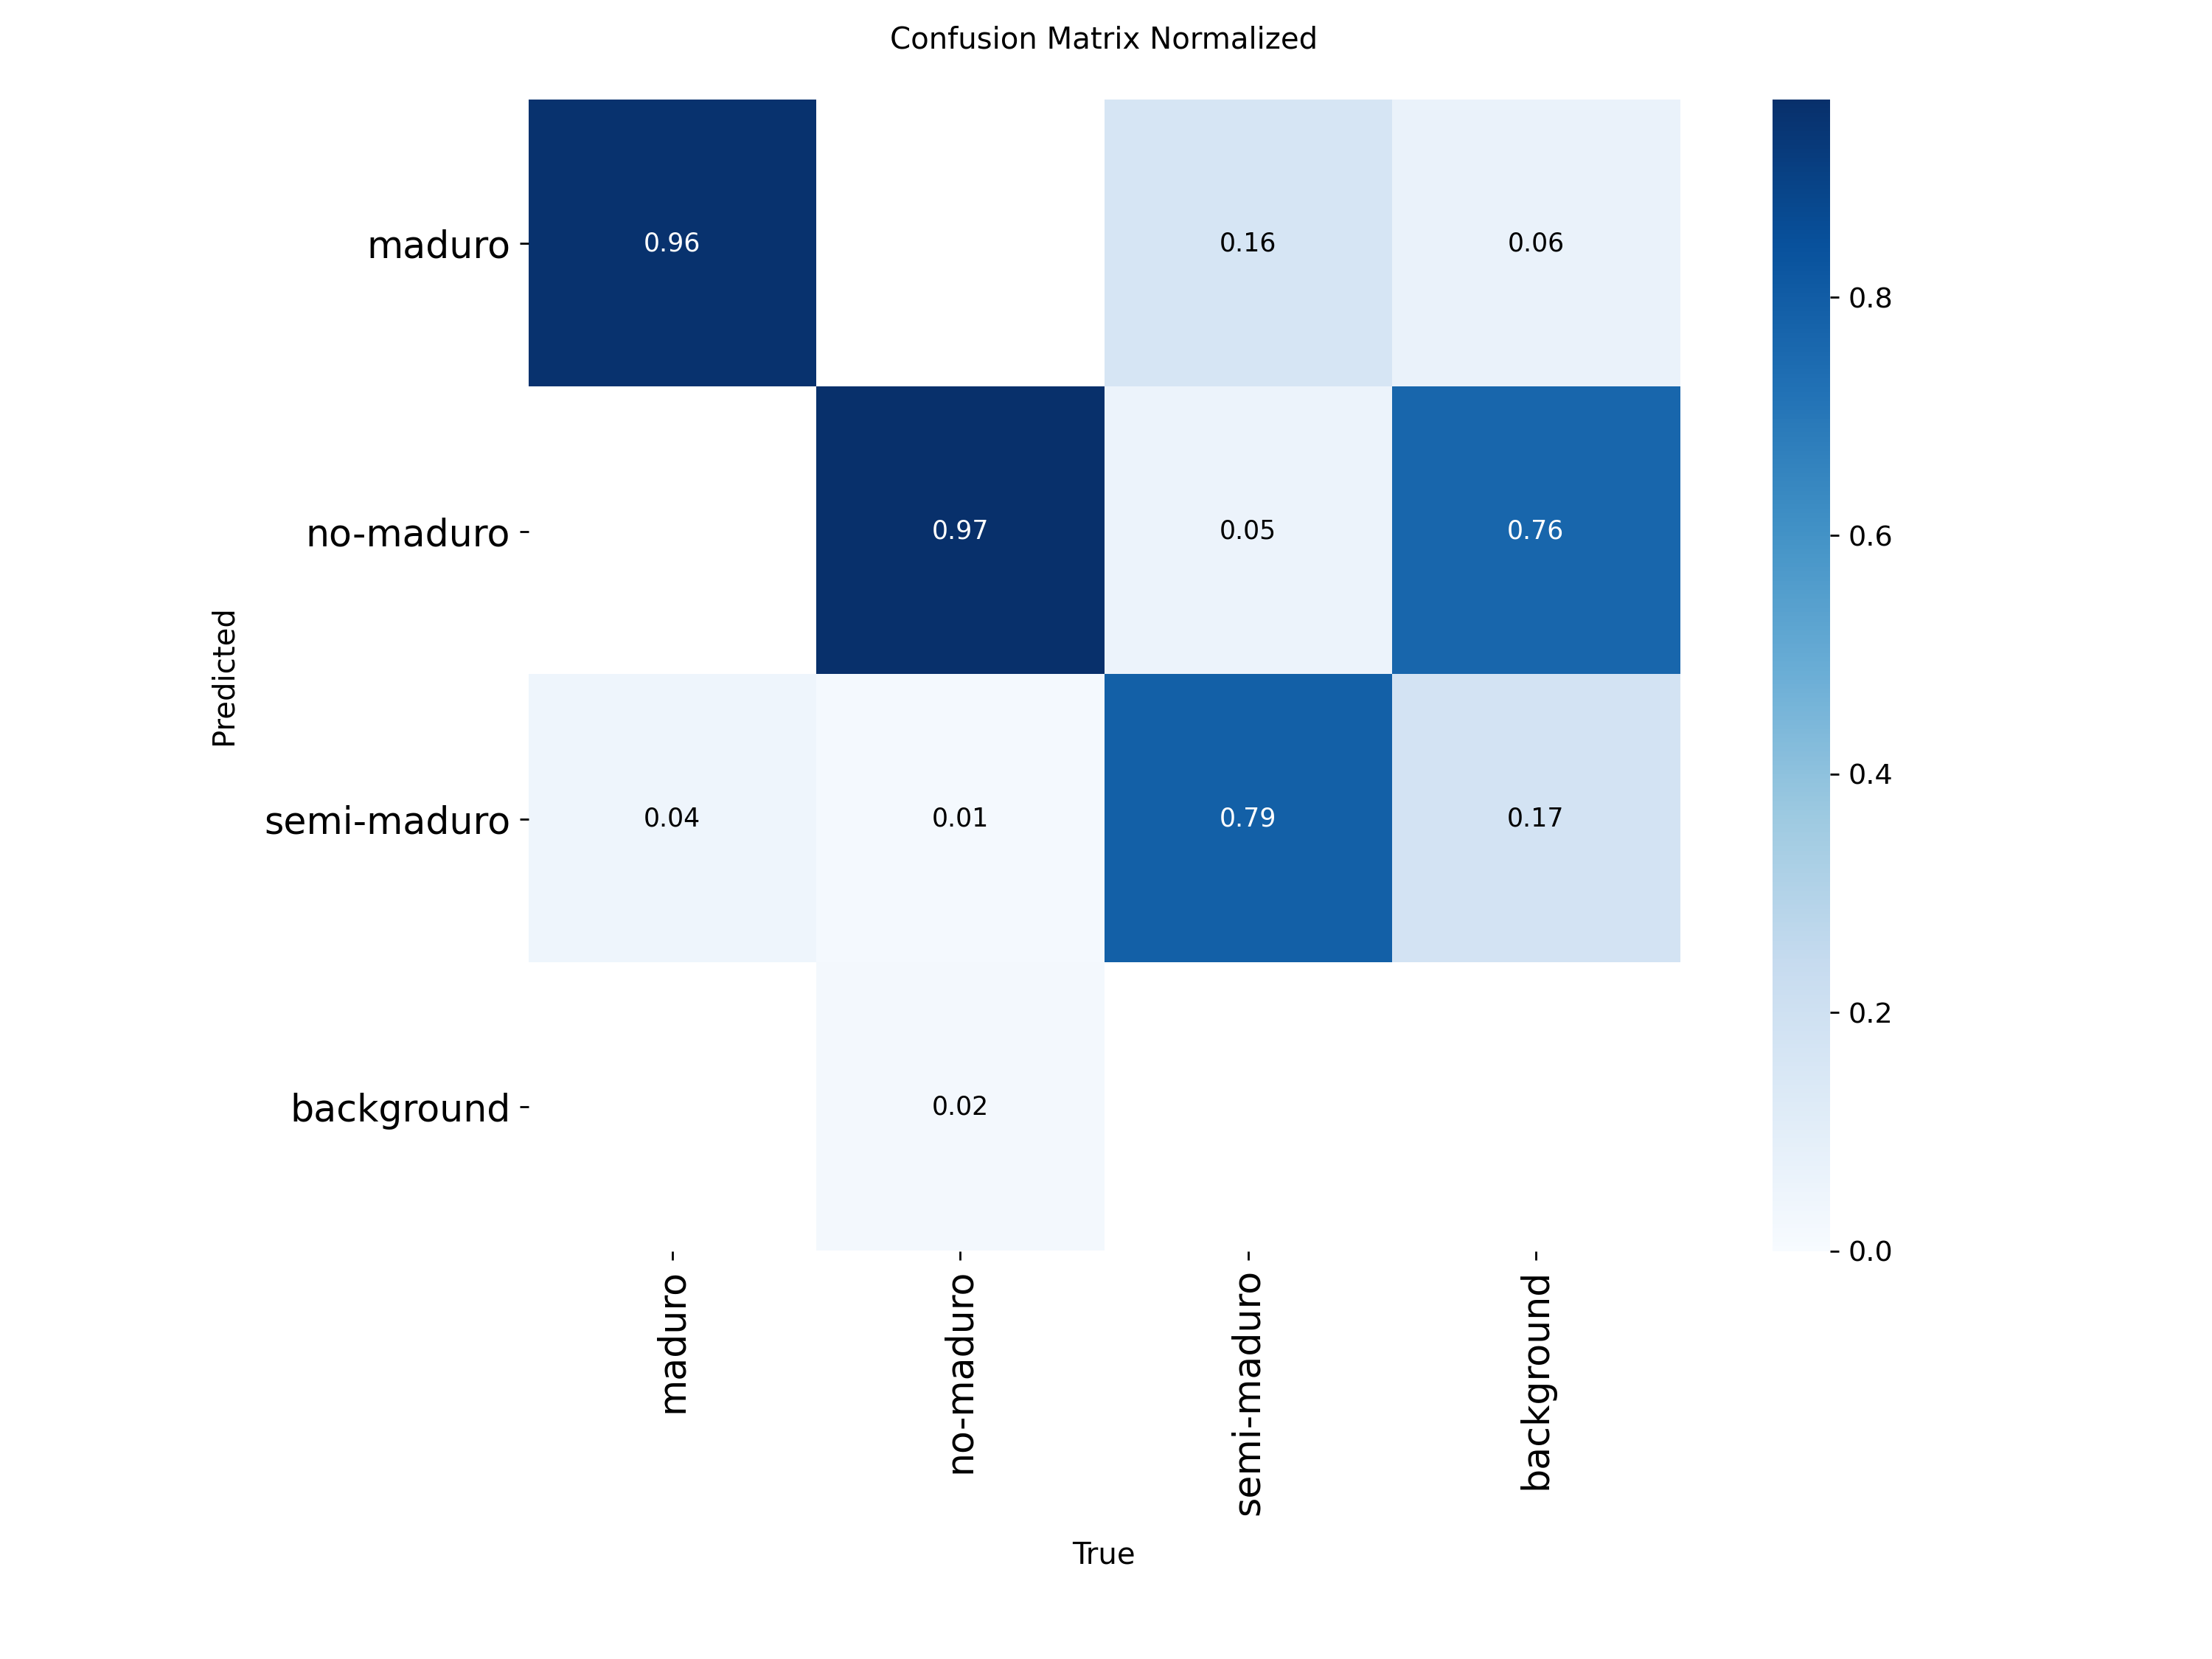 Confusion Matrix Normalized
maduro
0.96
0.16
0.06
no-maduro
0.97
0.05
0.76
semi-maduro
0.04
0.01
0.79
0.17
background
0.02
Predicted
maduro
no-maduro
semi-maduro
background
True
0.8
0.6
0.4
0.2
0.0